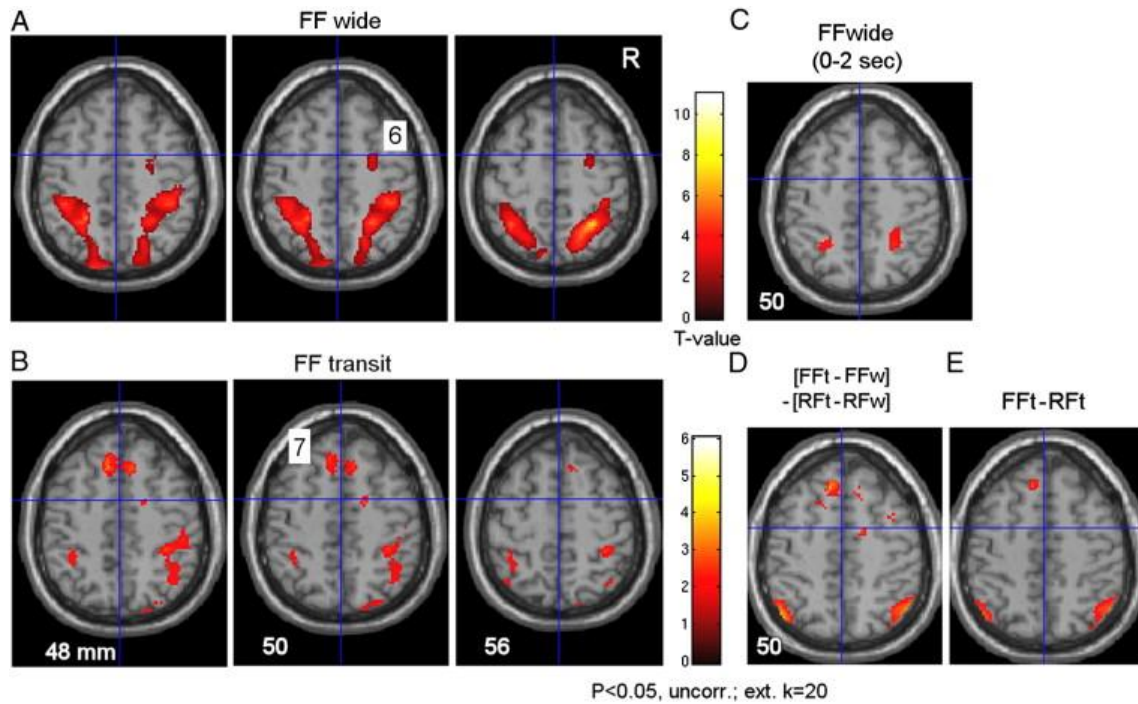 A
FF wide
R
6
10
8
6
4
2
0
T-value
C
FFwide
(0-2 sec)
50
B
FF transit
7
48 mm
50
56
6
5
4
3
2
1
0
D
[FFt-FFw]
-[RFt-RFw]
50
E
FFt-RFt
P<0.05, uncorr.; ext. k=20